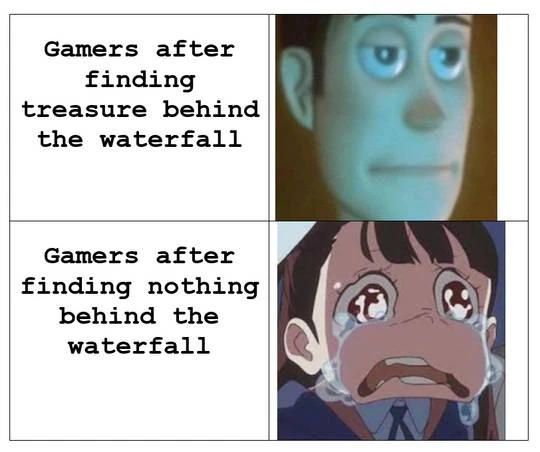 Gamers after
finding
treasure behind
the waterfall
Gamers after
finding nothing
behind the
waterfall